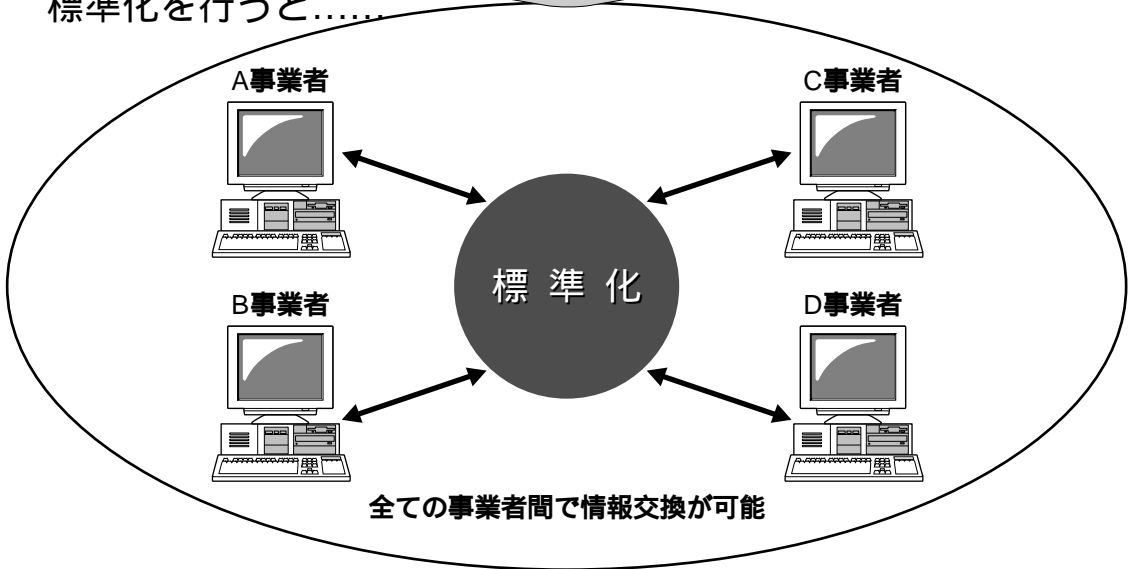 標準化を行うと……
A事業者
C事業者
標準化
B事業者
D事業者
全ての事業者間で情報交換が可能